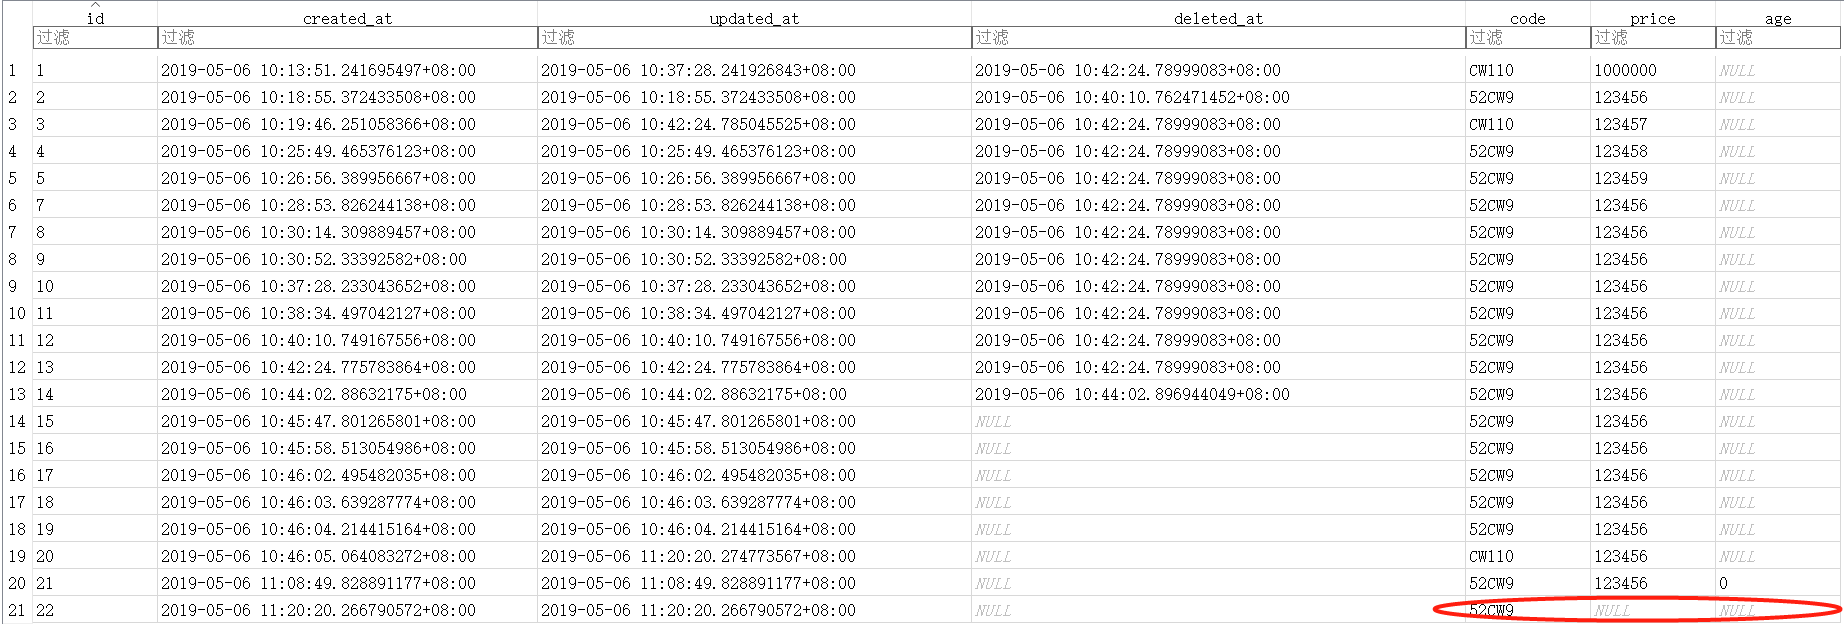 id created_at updated_at deleted_at code price age
过滤 过滤 过滤 过滤 过滤 过滤 过滤
1 1 2019-05-06 10:13:51.241695497+08:00 2019-05-06 10:37:28.241926843+08:00 2019-05-06 10:42:24.78999083+08:00 CW110 1000000 NULL
2 2 2019-05-06 10:18:55.372433508+08:00 2019-05-06 10:18:55.372433508+08:00 2019-05-06 10:40:10.762471452+08:00 52CW9 123456 NULL
3 3 2019-05-06 10:19:46.251058366+08:00 2019-05-06 10:42:24.785045525+08:00 2019-05-06 10:42:24.78999083+08:00 CW110 123457 NULL
4 4 2019-05-06 10:25:49.465376123+08:00 2019-05-06 10:25:49.465376123+08:00 2019-05-06 10:42:24.78999083+08:00 52CW9 123458 NULL
5 5 2019-05-06 10:26:56.389956667+08:00 2019-05-06 10:26:56.389956667+08:00 2019-05-06 10:42:24.78999083+08:00 52CW9 123459 NULL
6 7 2019-05-06 10:28:53.826244138+08:00 2019-05-06 10:28:53.826244138+08:00 2019-05-06 10:42:24.78999083+08:00 52CW9 123456 NULL
7 8 2019-05-06 10:30:14.309889457+08:00 2019-05-06 10:30:14.309889457+08:00 2019-05-06 10:42:24.78999083+08:00 52CW9 123456 NULL
8 9 2019-05-06 10:30:52.33392582+08:00 2019-05-06 10:30:52.33392582+08:00 2019-05-06 10:42:24.78999083+08:00 52CW9 123456 NULL
9 10 2019-05-06 10:37:28.233043652+08:00 2019-05-06 10:37:28.233043652+08:00 2019-05-06 10:42:24.78999083+08:00 52CW9 123456 NULL
10 11 2019-05-06 10:38:34.497042127+08:00 2019-05-06 10:38:34.497042127+08:00 2019-05-06 10:42:24.78999083+08:00 52CW9 123456 NULL
11 12 2019-05-06 10:40:10.749167556+08:00 2019-05-06 10:40:10.749167556+08:00 2019-05-06 10:42:24.78999083+08:00 52CW9 123456 NULL
12 13 2019-05-06 10:42:24.775783864+08:00 2019-05-06 10:42:24.775783864+08:00 2019-05-06 10:42:24.78999083+08:00 52CW9 123456 NULL
13 14 2019-05-06 10:44:02.88632175+08:00 2019-05-06 10:44:02.88632175+08:00 2019-05-06 10:44:02.896944049+08:00 52CW9 123456 NULL
14 15 2019-05-06 10:45:47.801265801+08:00 2019-05-06 10:45:47.801265801+08:00 NULL 52CW9 123456 NULL
15 16 2019-05-06 10:45:58.513054986+08:00 2019-05-06 10:45:58.513054986+08:00 NULL 52CW9 123456 NULL
16 17 2019-05-06 10:46:02.495482035+08:00 2019-05-06 10:46:02.495482035+08:00 NULL 52CW9 123456 NULL
17 18 2019-05-06 10:46:03.639287774+08:00 2019-05-06 10:46:03.639287774+08:00 NULL 52CW9 123456 NULL
18 19 2019-05-06 10:46:04.214415164+08:00 2019-05-06 10:46:04.214415164+08:00 NULL 52CW9 123456 NULL
19 20 2019-05-06 10:46:05.064083272+08:00 2019-05-06 11:20:20.274773567+08:00 NULL CW110 123456 NULL
20 21 2019-05-06 11:08:49.828891177+08:00 2019-05-06 11:08:49.828891177+08:00 NULL 52CW9 123456 0
21 22 2019-05-06 11:20:20.266790572+08:00 2019-05-06 11:20:20.266790572+08:00 NULL 52CW9 NULL NULL